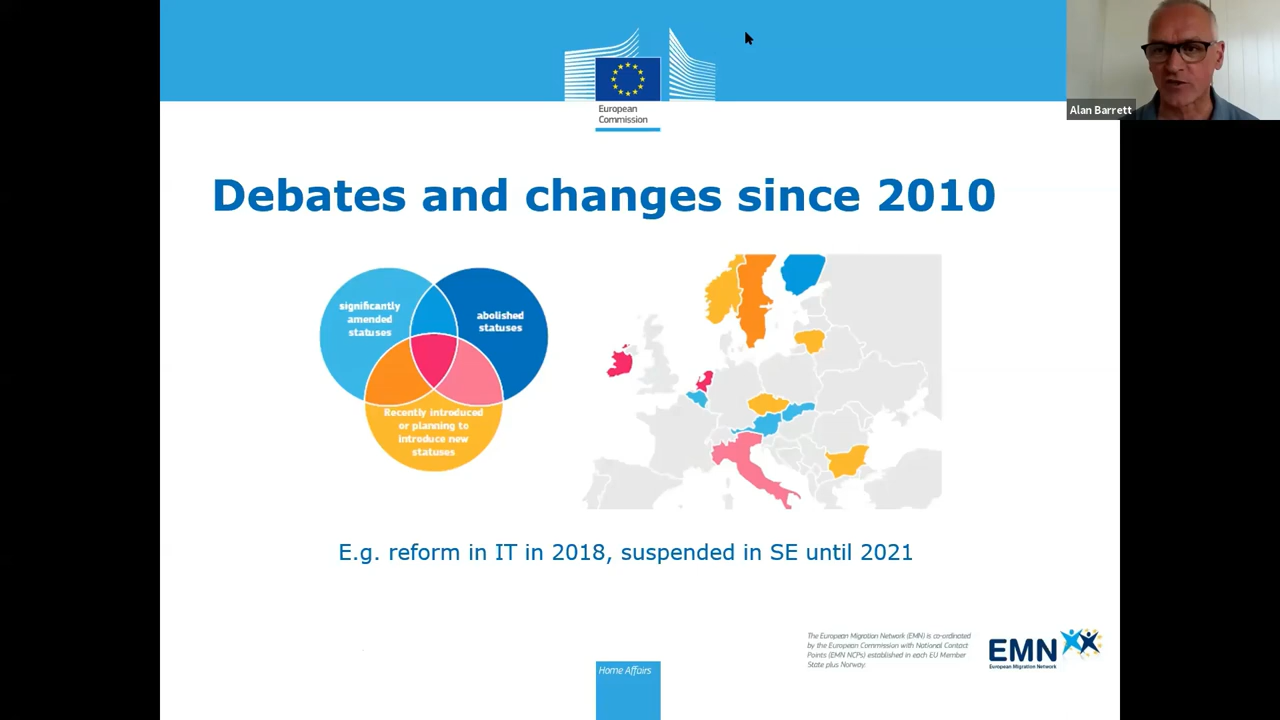 European
Commission
Alan Barrett
Debates and changes since 2010
significantly
amended
statuses
abolished
statuses
Recently introduced
or planning to
introduce new
statuses
E.g. reform in IT in 2018, suspended in SE until 2021
The European Migration Network (EMN) is co-ordinated
by the European Commission with National Contact
Points (EMN NCPs) established in each EU Member
State plus Norway.
EMN
European Migration Network
Home Affairs